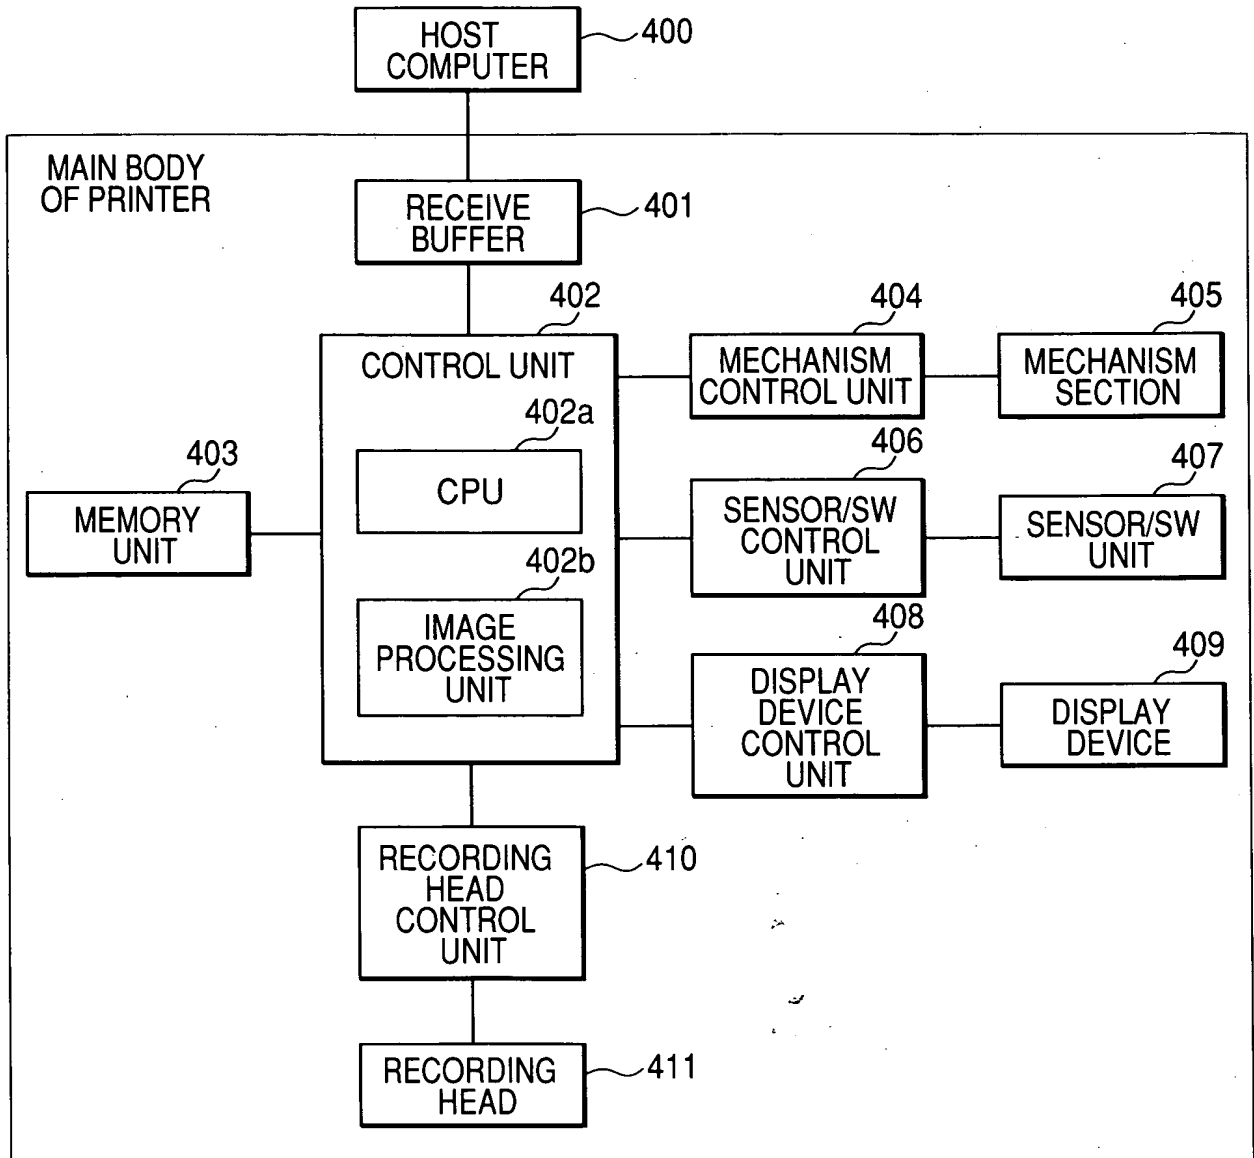 HOST
COMPUTER
400
MAIN BODY
OF PRINTER
RECEIVE
BUFFER
401
402
CONTROL UNIT
402a
CPU
402b
IMAGE
PROCESSING
UNIT
403
MEMORY
UNIT
404
MECHANISM
CONTROL UNIT
405
MECHANISM
SECTION
406
SENSOR/SW
CONTROL
UNIT
407
SENSOR/SW
UNIT
408
DISPLAY
DEVICE
CONTROL
UNIT
409
DISPLAY
DEVICE
RECORDING
HEAD
CONTROL
UNIT
410
RECORDING
HEAD
411